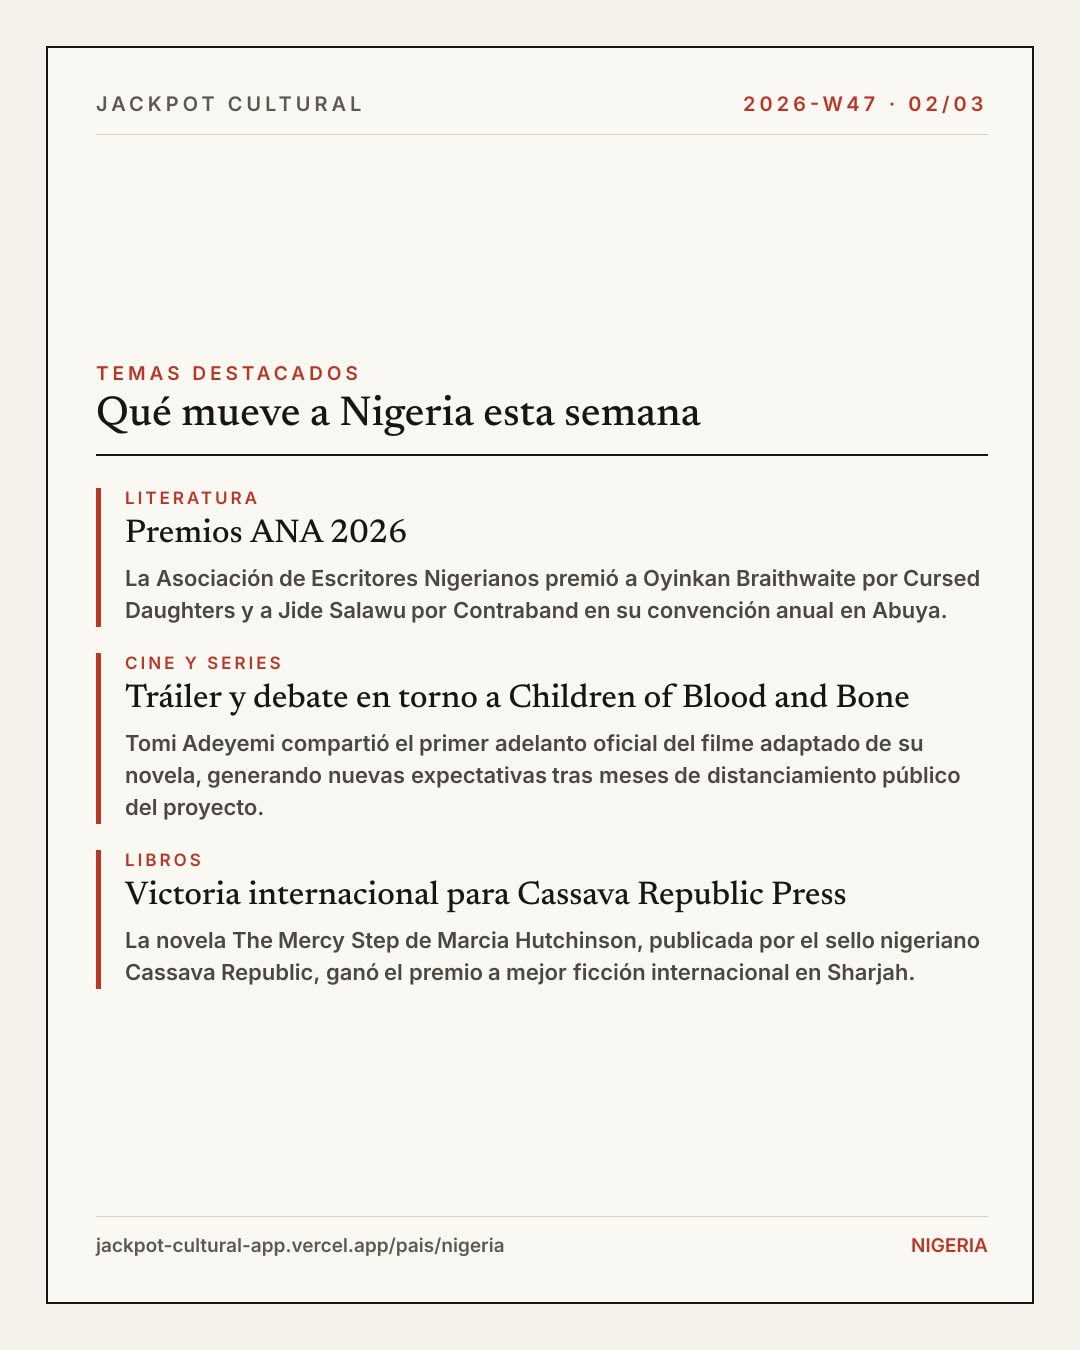 JACKPOT CULTURAL
2026-W47 · 02/03
TEMAS DESTACADOS
Qué mueve a Nigeria esta semana
LITERATURA
Premios ANA 2026
La Asociación de Escritores Nigerianos premió a Oyinkan Braithwaite por Cursed
Daughters y a Jide Salawu por Contraband en su convención anual en Abuya.
CINE Y SERIES
Tráiler y debate en torno a Children of Blood and Bone
Tomi Adeyemi compartió el primer adelanto oficial del filme adaptado de su
novela, generando nuevas expectativas tras meses de distanciamiento público
del proyecto.
LIBROS
Victoria internacional para Cassava Republic Press
La novela The Mercy Step de Marcia Hutchinson, publicada por el sello nigeriano
Cassava Republic, ganó el premio a mejor ficción internacional en Sharjah.
jackpot-cultural-app.vercel.app/pais/nigeria
NIGERIA